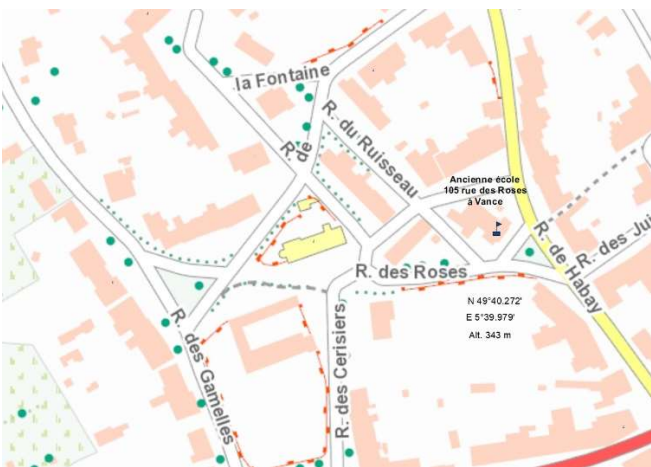 la Fontaine
R. de
R. du Ruisseau
Ancienne école
105 rue des Roses
à Vance
R. de Habay
R. des Jui
R. des Roses
N 49°40.272'
E 5°39.979'
Alt. 343 m
R. des Gamelles
R. des Cerisiers